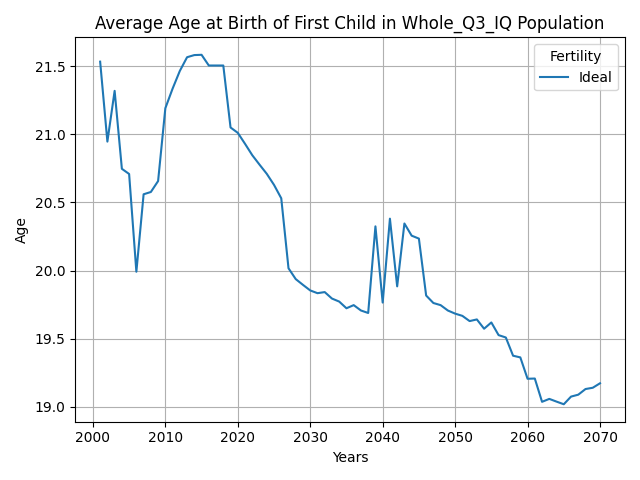 Average Age at Birth of First Child in Whole_Q3_IQ Population
Fertility
Ideal
Age
21.5
21.0
20.5
20.0
19.5
19.0
2000 2010 2020 2030 2040 2050 2060 2070
Years